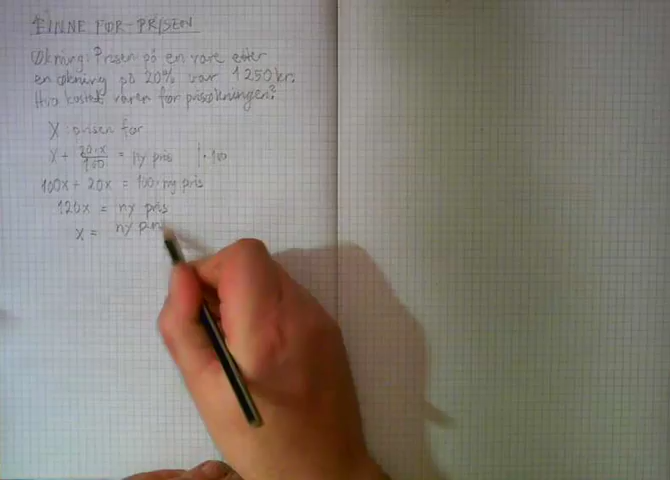 FINNE FØR-PRISEN
Økning: Prisen på en vare etter
en økning på 20% var 1250 kr.
Hva kostet varen før prisøkningen?
X : prisen før
X + 20·x/100 = ny pris |·100
100x + 20x = 100·ny pris
120x = ny pris
x = ny pris